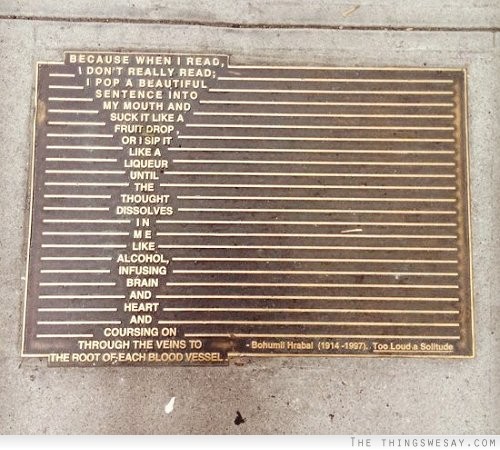 BECAUSE WHEN I READ,
I DON'T REALLY READ;
I POP A BEAUTIFUL
SENTENCE INTO
MY MOUTH AND
SUCK IT LIKE A
FRUIT DROP,
OR I SIP IT
LIKE A
LIQUEUR
UNTIL
THE
THOUGHT
DISSOLVES
IN
ME
LIKE
ALCOHOL,
INFUSING
BRAIN
AND
HEART
AND
COURSING ON
THROUGH THE VEINS TO
THE ROOT OF EACH BLOOD VESSEL.
- Bohumil Hrabal (1914-1997), Too Loud a Solitude
THE THINGSWESAY.COM